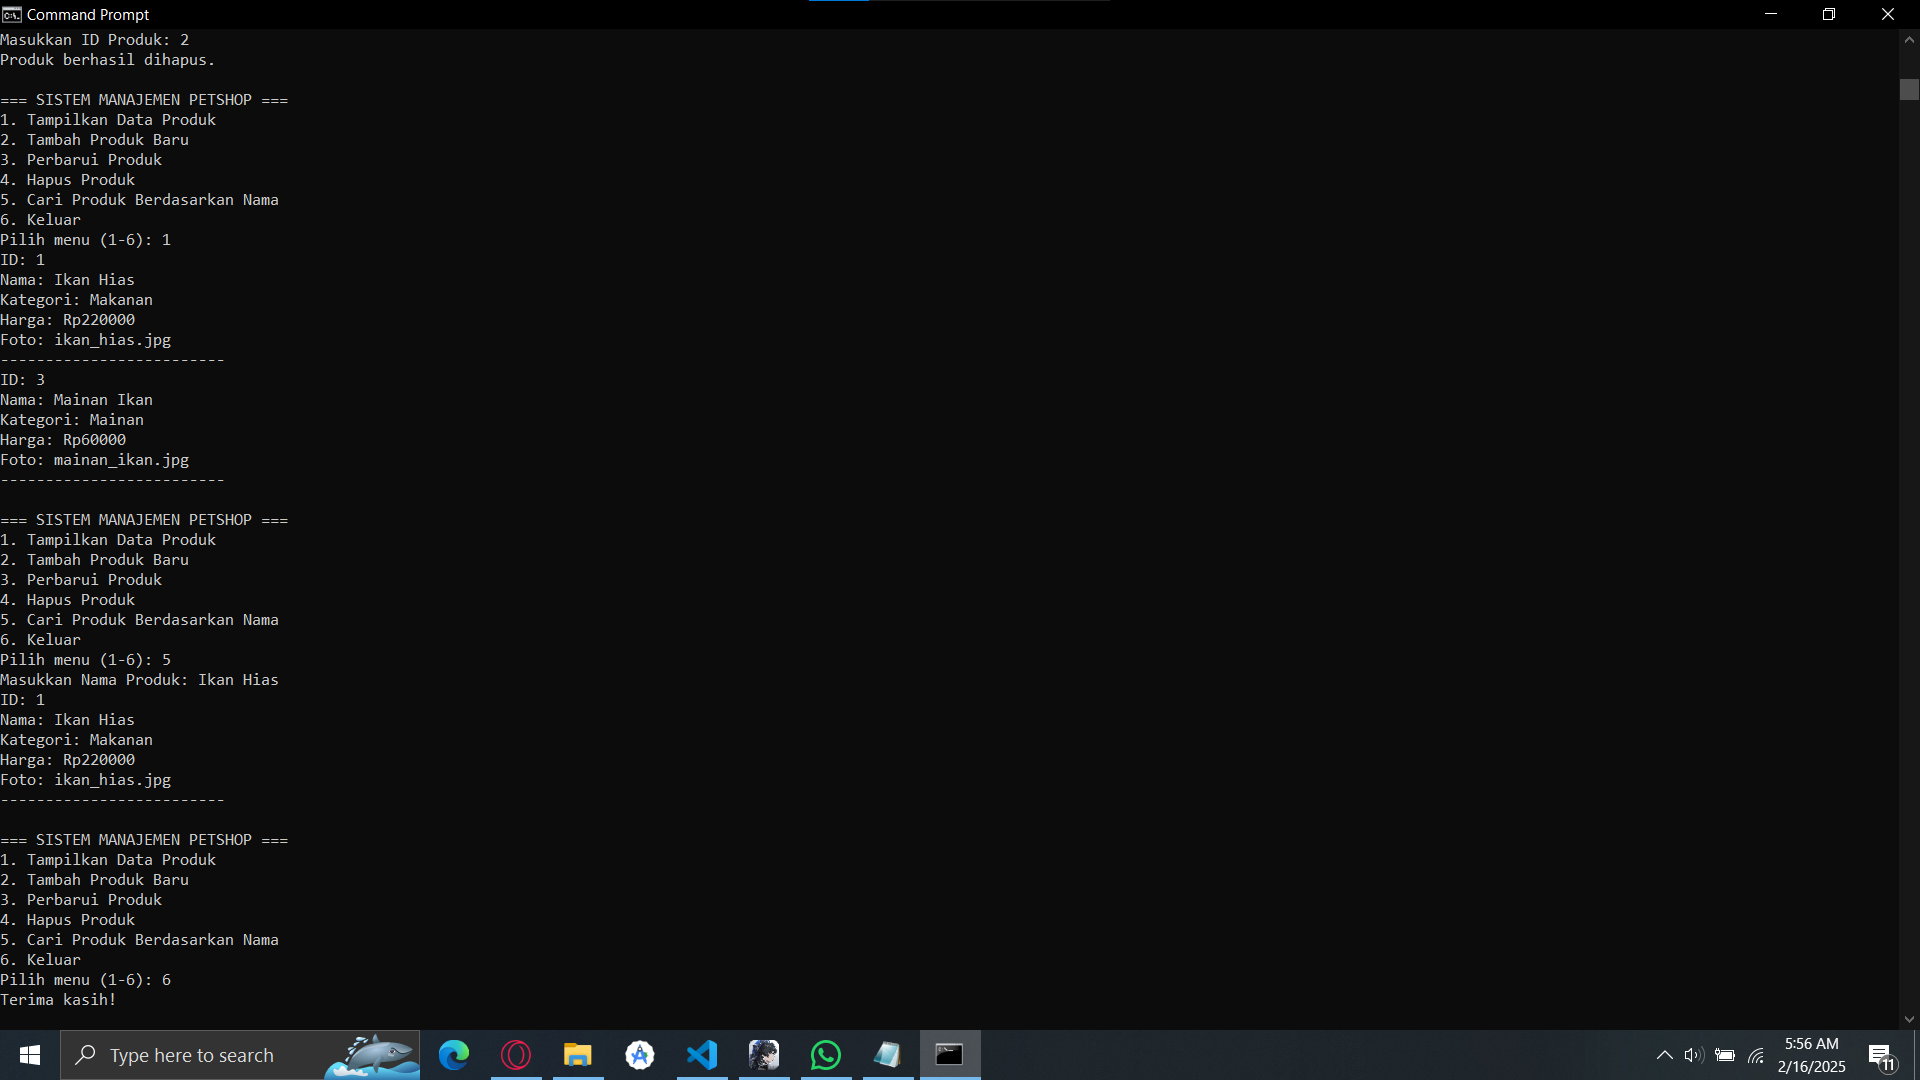 Command Prompt
Masukkan ID Produk: 2
Produk berhasil dihapus.
=== SISTEM MANAJEMEN PETSHOP ===
1. Tampilkan Data Produk
2. Tambah Produk Baru
3. Perbarui Produk
4. Hapus Produk
5. Cari Produk Berdasarkan Nama
6. Keluar
Pilih menu (1-6): 1
ID: 1
Nama: Ikan Hias
Kategori: Makanan
Harga: Rp220000
Foto: ikan_hias.jpg
-------------------------
ID: 3
Nama: Mainan Ikan
Kategori: Mainan
Harga: Rp60000
Foto: mainan_ikan.jpg
-------------------------
=== SISTEM MANAJEMEN PETSHOP ===
1. Tampilkan Data Produk
2. Tambah Produk Baru
3. Perbarui Produk
4. Hapus Produk
5. Cari Produk Berdasarkan Nama
6. Keluar
Pilih menu (1-6): 5
Masukkan Nama Produk: Ikan Hias
ID: 1
Nama: Ikan Hias
Kategori: Makanan
Harga: Rp220000
Foto: ikan_hias.jpg
-------------------------
=== SISTEM MANAJEMEN PETSHOP ===
1. Tampilkan Data Produk
2. Tambah Produk Baru
3. Perbarui Produk
4. Hapus Produk
5. Cari Produk Berdasarkan Nama
6. Keluar
Pilih menu (1-6): 6
Terima kasih!
Type here to search
5:56 AM
2/16/2025
11